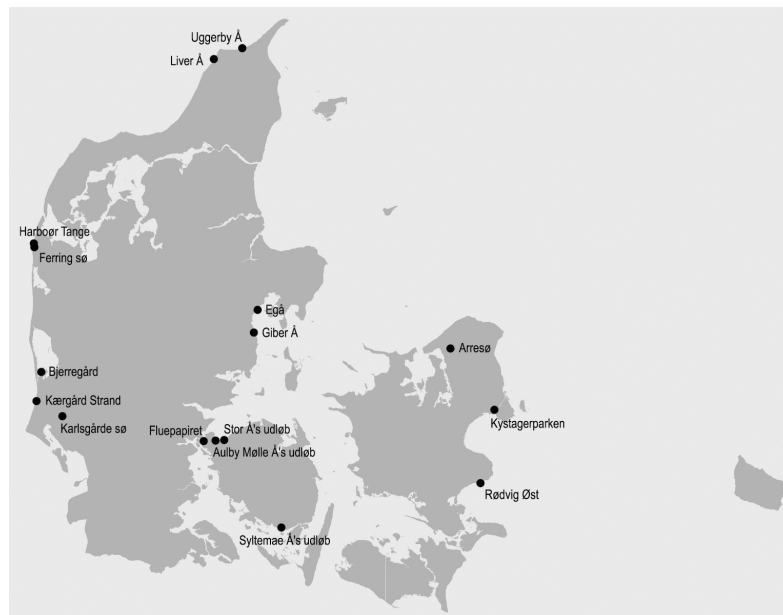 Uggerby Å
Liver Å
Harboør Tange
Ferring sø
Egå
Giber Å
Arresø
Bjerregård
Kærgård Strand
Karlsgårde sø
Kystagerparken
Fluepapiret
Stor Å's udløb
Aulby Mølle Å's udløb
Rødvig Øst
Syltemae Å's udløb